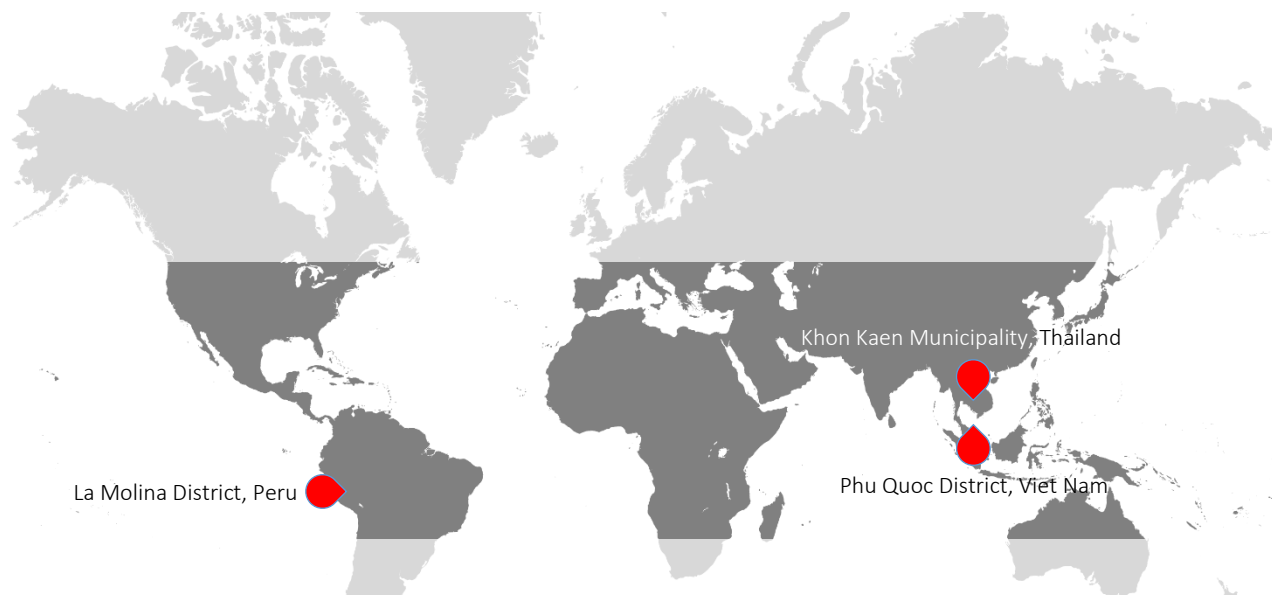 Khon Kaen Municipality, Thailand
Phu Quoc District, Viet Nam
La Molina District, Peru